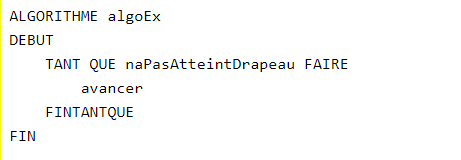 ALGORITHME algoEx
DEBUT
    TANT QUE naPasAtteintDrapeau FAIRE
        avancer
    FINTANTQUE
FIN